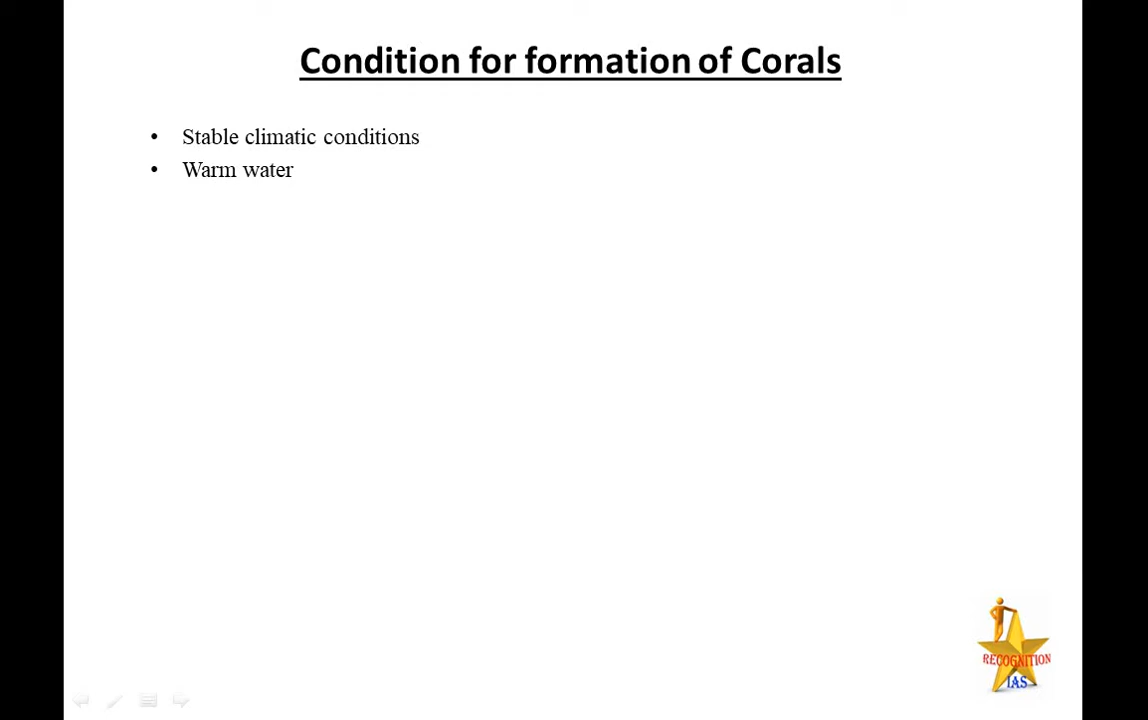 Condition for formation of Corals
• Stable climatic conditions
• Warm water
RECOGNITION
IAS